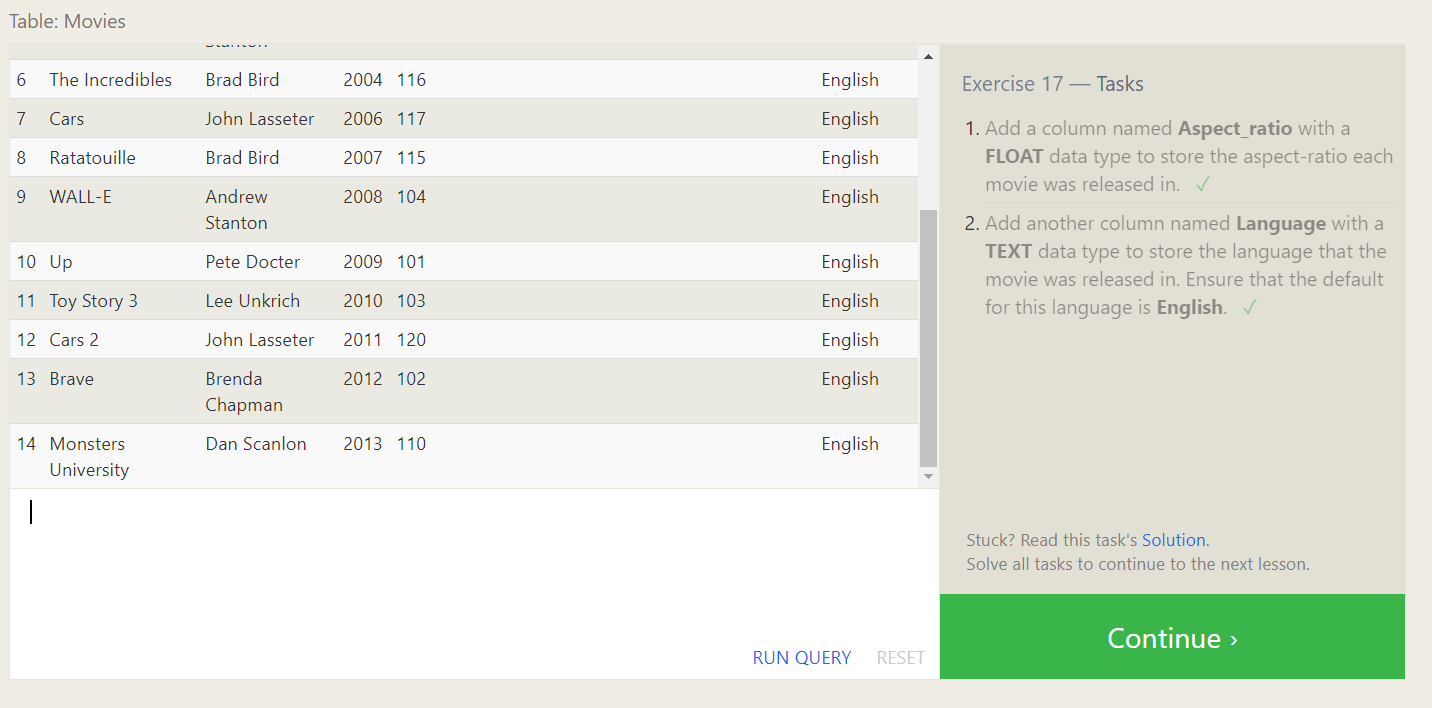 Table: Movies
Stanton
6 The Incredibles Brad Bird 2004 116 English
7 Cars John Lasseter 2006 117 English
8 Ratatouille Brad Bird 2007 115 English
9 WALL-E Andrew 2008 104 English
Stanton
10 Up Pete Docter 2009 101 English
11 Toy Story 3 Lee Unkrich 2010 103 English
12 Cars 2 John Lasseter 2011 120 English
13 Brave Brenda 2012 102 English
Chapman
14 Monsters Dan Scanlon 2013 110 English
University
RUN QUERY RESET
Exercise 17 — Tasks
1. Add a column named Aspect_ratio with a
FLOAT data type to store the aspect-ratio each
movie was released in. ✓
2. Add another column named Language with a
TEXT data type to store the language that the
movie was released in. Ensure that the default
for this language is English. ✓
Stuck? Read this task's Solution.
Solve all tasks to continue to the next lesson.
Continue ›